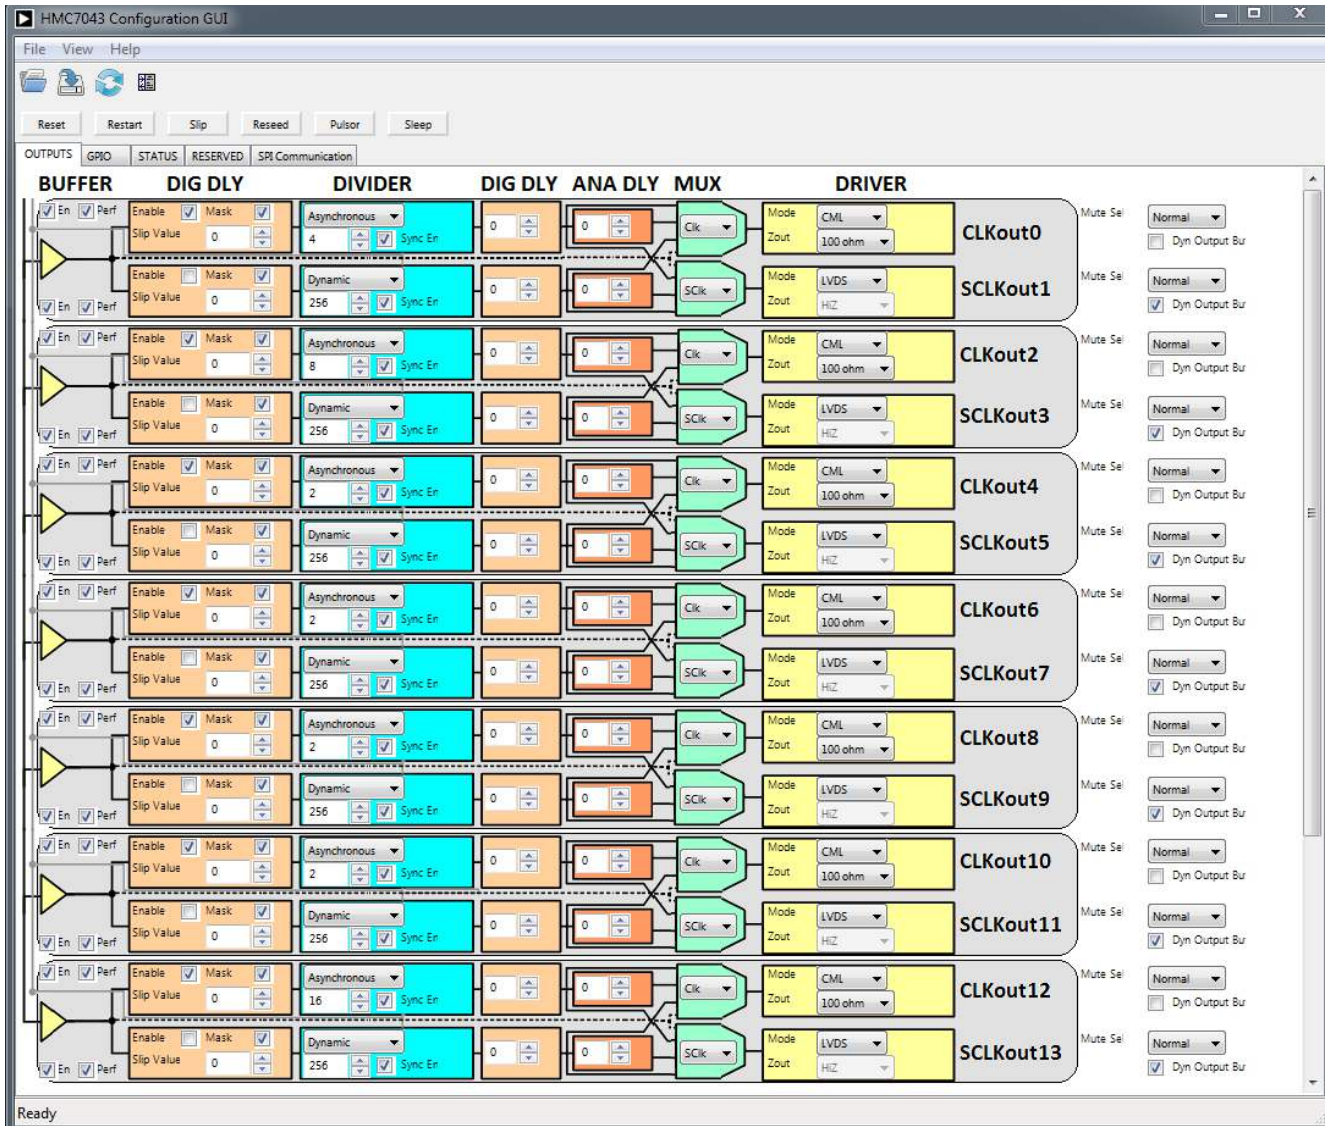 HMC7043 Configuration GUI
File View Help
Reset Restart Slip Reseed Pulsor Sleep
OUTPUTS GPIO STATUS RESERVED SPI Communication
BUFFER DIG DLY DIVIDER DIG DLY ANA DLY MUX DRIVER
En Perf Enable Mask Asynchronous 0 0 Clk Mode CML CLKout0 Mute Sel Normal
Slip Value 0 4 Sync En Zout 100 ohm Dyn Output Bu
Enable Mask Dynamic 0 0 SClk Mode LVDS SCLKout1 Mute Sel Normal
En Perf Slip Value 0 256 Sync En Zout HiZ Dyn Output Bu
En Perf Enable Mask Asynchronous 0 0 Clk Mode CML CLKout2 Mute Sel Normal
Slip Value 0 8 Sync En Zout 100 ohm Dyn Output Bu
Enable Mask Dynamic 0 0 SClk Mode LVDS SCLKout3 Mute Sel Normal
En Perf Slip Value 0 256 Sync En Zout HiZ Dyn Output Bu
En Perf Enable Mask Asynchronous 0 0 Clk Mode CML CLKout4 Mute Sel Normal
Slip Value 0 2 Sync En Zout 100 ohm Dyn Output Bu
Enable Mask Dynamic 0 0 SClk Mode LVDS SCLKout5 Mute Sel Normal
En Perf Slip Value 0 256 Sync En Zout HiZ Dyn Output Bu
En Perf Enable Mask Asynchronous 0 0 Clk Mode CML CLKout6 Mute Sel Normal
Slip Value 0 2 Sync En Zout 100 ohm Dyn Output Bu
Enable Mask Dynamic 0 0 SClk Mode LVDS SCLKout7 Mute Sel Normal
En Perf Slip Value 0 256 Sync En Zout HiZ Dyn Output Bu
En Perf Enable Mask Asynchronous 0 0 Clk Mode CML CLKout8 Mute Sel Normal
Slip Value 0 2 Sync En Zout 100 ohm Dyn Output Bu
Enable Mask Dynamic 0 0 SClk Mode LVDS SCLKout9 Mute Sel Normal
En Perf Slip Value 0 256 Sync En Zout HiZ Dyn Output Bu
En Perf Enable Mask Asynchronous 0 0 Clk Mode CML CLKout10 Mute Sel Normal
Slip Value 0 2 Sync En Zout 100 ohm Dyn Output Bu
Enable Mask Dynamic 0 0 SClk Mode LVDS SCLKout11 Mute Sel Normal
En Perf Slip Value 0 256 Sync En Zout HiZ Dyn Output Bu
En Perf Enable Mask Asynchronous 0 0 Clk Mode CML CLKout12 Mute Sel Normal
Slip Value 0 16 Sync En Zout 100 ohm Dyn Output Bu
Enable Mask Dynamic 0 0 SClk Mode LVDS SCLKout13 Mute Sel Normal
En Perf Slip Value 0 256 Sync En Zout HiZ Dyn Output Bu
Ready